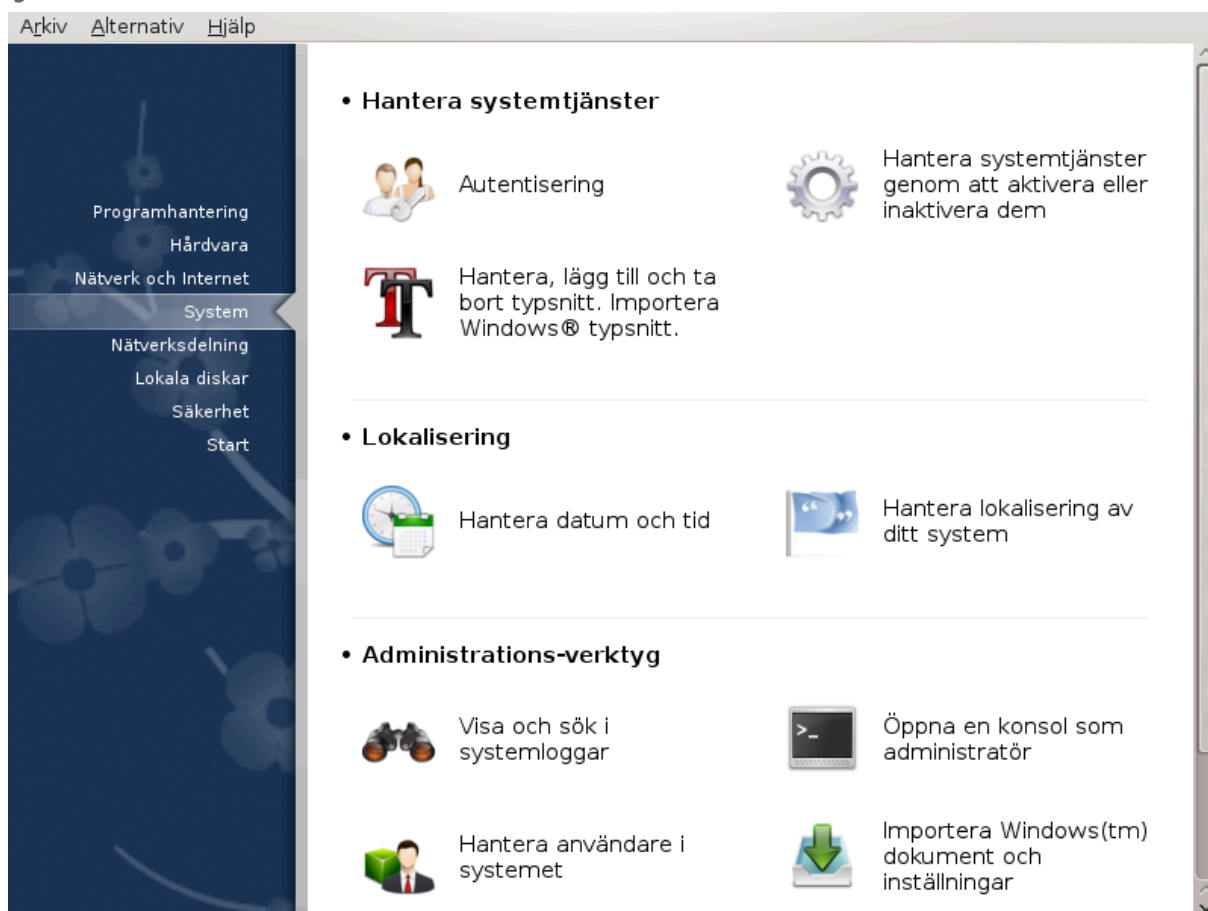 Arkiv Alternativ Hjälp
Programhantering
Hårdvara
Nätverk och Internet
System
Nätverksdelning
Lokala diskar
Säkerhet
Start
• Hantera systemtjänster
Autentisering
Hantera systemtjänster
genom att aktivera eller
inaktivera dem
Hantera, lägg till och ta
bort typsnitt. Importera
Windows® typsnitt.
• Lokalisering
Hantera datum och tid
Hantera lokalisering av
ditt system
• Administrations-verktyg
Visa och sök i
systemloggar
Öppna en konsol som
administratör
Hantera användare i
systemet
Importera Windows(tm)
dokument och
inställningar